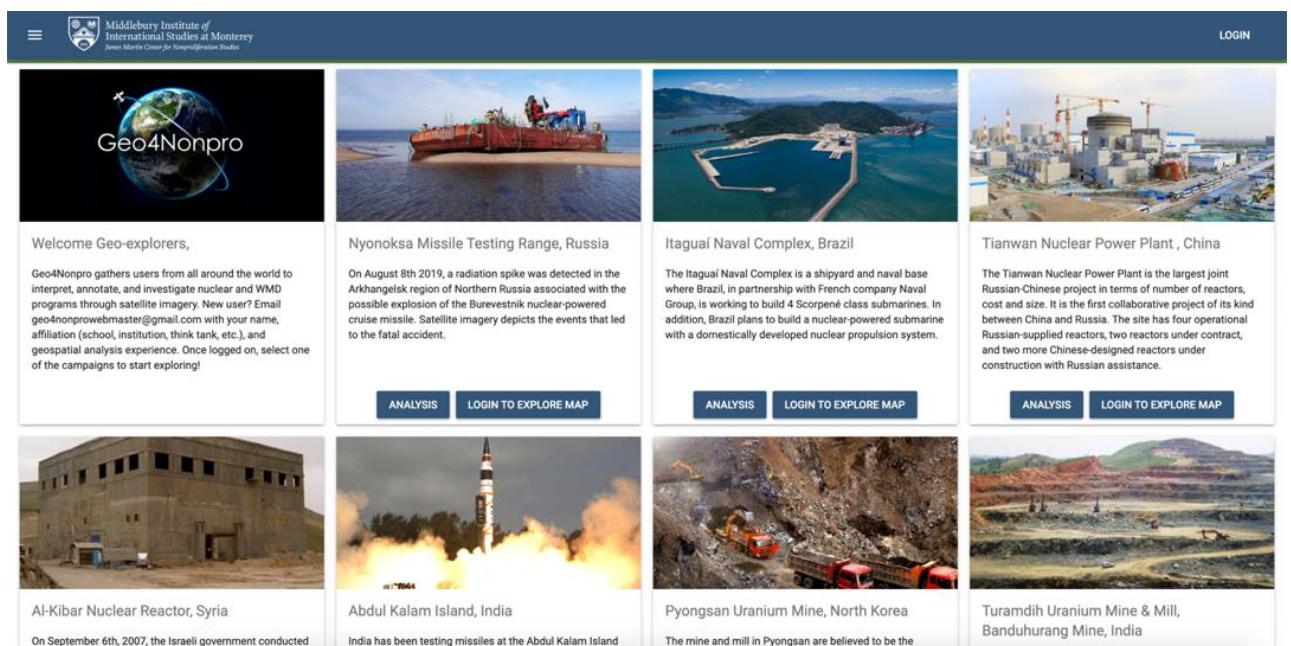 Middlebury Institute of
International Studies at Monterey
James Martin Center for Nonproliferation Studies
LOGIN
Geo4Nonpro
Welcome Geo-explorers,
Geo4Nonpro gathers users from all around the world to
interpret, annotate, and investigate nuclear and WMD
programs through satellite imagery. New user? Email
geo4nonprowebmaster@gmail.com with your name,
affiliation (school, institution, think tank, etc.), and
geospatial analysis experience. Once logged on, select one
of the campaigns to start exploring!
Nyonoksa Missile Testing Range, Russia
On August 8th 2019, a radiation spike was detected in the
Arkhangelsk region of Northern Russia associated with the
possible explosion of the Burevestnik nuclear-powered
cruise missile. Satellite imagery depicts the events that led
to the fatal accident.
ANALYSIS LOGIN TO EXPLORE MAP
Itaguaí Naval Complex, Brazil
The Itaguaí Naval Complex is a shipyard and naval base
where Brazil, in partnership with French company Naval
Group, is working to build 4 Scorpené class submarines. In
addition, Brazil plans to build a nuclear-powered submarine
with a domestically developed nuclear propulsion system.
ANALYSIS LOGIN TO EXPLORE MAP
Tianwan Nuclear Power Plant , China
The Tianwan Nuclear Power Plant is the largest joint
Russian-Chinese project in terms of number of reactors,
cost and size. It is the first collaborative project of its kind
between China and Russia. The site has four operational
Russian-supplied reactors, two reactors under contract,
and two more Chinese-designed reactors under
construction with Russian assistance.
ANALYSIS LOGIN TO EXPLORE MAP
Al-Kibar Nuclear Reactor, Syria
On September 6th, 2007, the Israeli government conducted
Abdul Kalam Island, India
India has been testing missiles at the Abdul Kalam Island
Pyongsan Uranium Mine, North Korea
The mine and mill in Pyongsan are believed to be the
Turamdih Uranium Mine & Mill,
Banduhurang Mine, India